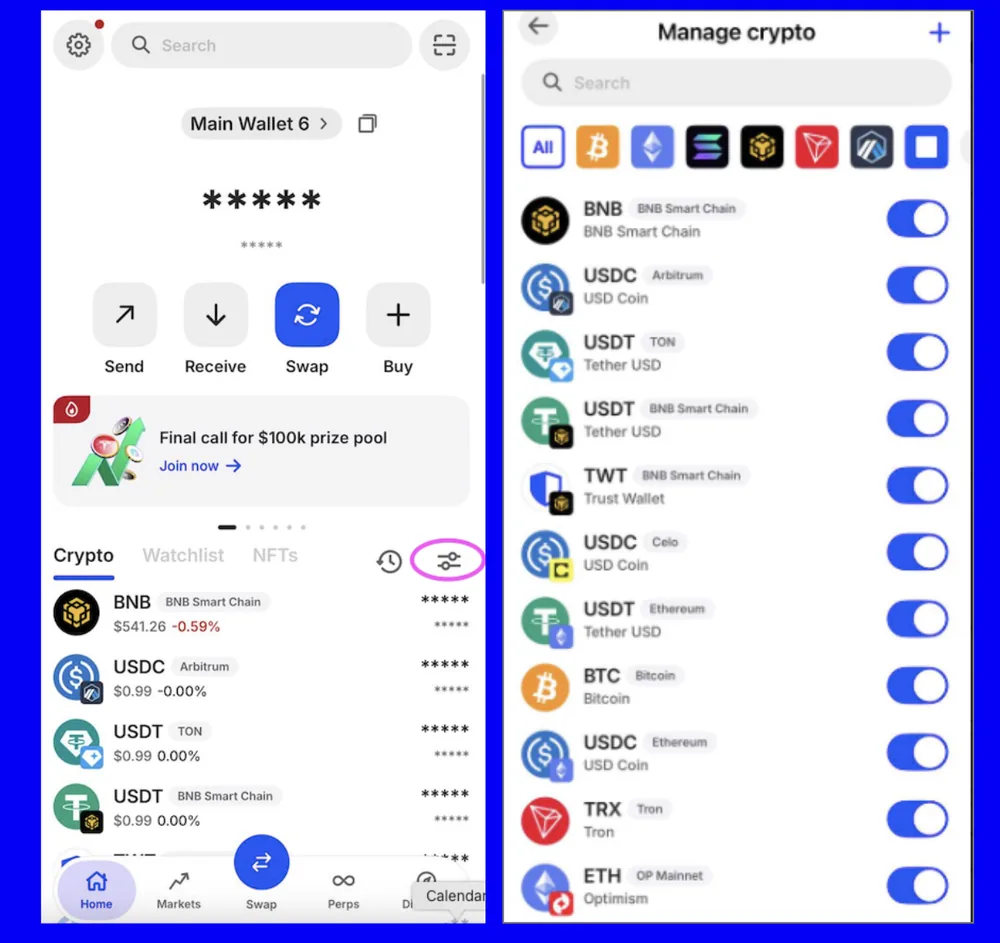 Search
Main Wallet 6
*****
*****
Send Receive Swap Buy
Final call for $100k prize pool
Join now
Crypto Watchlist NFTs
BNB BNB Smart Chain *****
$541.26 -0.59% *****
USDC Arbitrum *****
$0.99 -0.00% *****
USDT TON *****
$0.99 0.00% *****
USDT BNB Smart Chain *****
$0.99 0.00% *****
Home Markets Swap Perps
Calendar
Manage crypto
Search
All
BNB BNB Smart Chain
BNB Smart Chain
USDC Arbitrum
USD Coin
USDT TON
Tether USD
USDT BNB Smart Chain
Tether USD
TWT BNB Smart Chain
Trust Wallet
USDC Celo
USD Coin
USDT Ethereum
Tether USD
BTC Bitcoin
Bitcoin
USDC Ethereum
USD Coin
TRX Tron
Tron
ETH OP Mainnet
Optimism